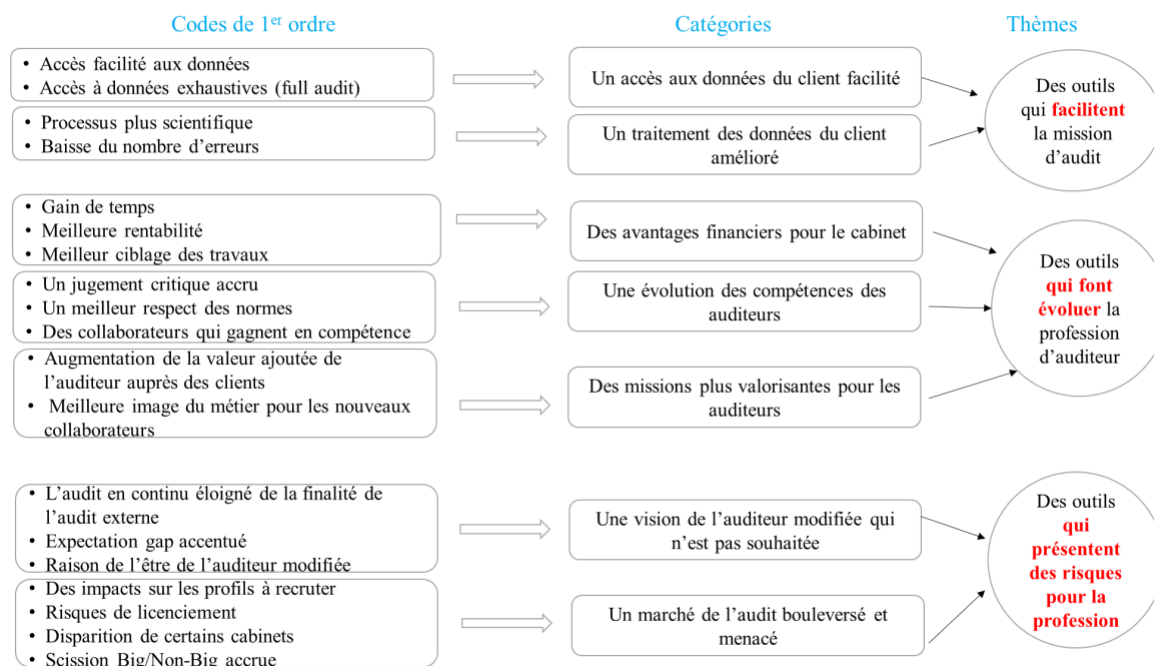 Codes de 1er ordre
Catégories
Thèmes
• Accès facilité aux données
• Accès à données exhaustives (full audit)
Un accès aux données du client facilité
• Processus plus scientifique
• Baisse du nombre d'erreurs
Un traitement des données du client
amélioré
Des outils
qui facilitent
la mission
d'audit
• Gain de temps
• Meilleure rentabilité
• Meilleur ciblage des travaux
Des avantages financiers pour le cabinet
• Un jugement critique accru
• Un meilleur respect des normes
• Des collaborateurs qui gagnent en compétence
Une évolution des compétences des
auditeurs
• Augmentation de la valeur ajoutée de
l'auditeur auprès des clients
• Meilleure image du métier pour les nouveaux
collaborateurs
Des missions plus valorisantes pour les
auditeurs
Des outils
qui font
évoluer la
profession
d'auditeur
• L'audit en continu éloigné de la finalité de
l'audit externe
• Expectation gap accentué
• Raison de l'être de l'auditeur modifiée
Une vision de l'auditeur modifiée qui
n'est pas souhaitée
• Des impacts sur les profils à recruter
• Risques de licenciement
• Disparition de certains cabinets
• Scission Big/Non-Big accrue
Un marché de l'audit bouleversé et
menacé
Des outils
qui
présentent
des risques
pour la
profession